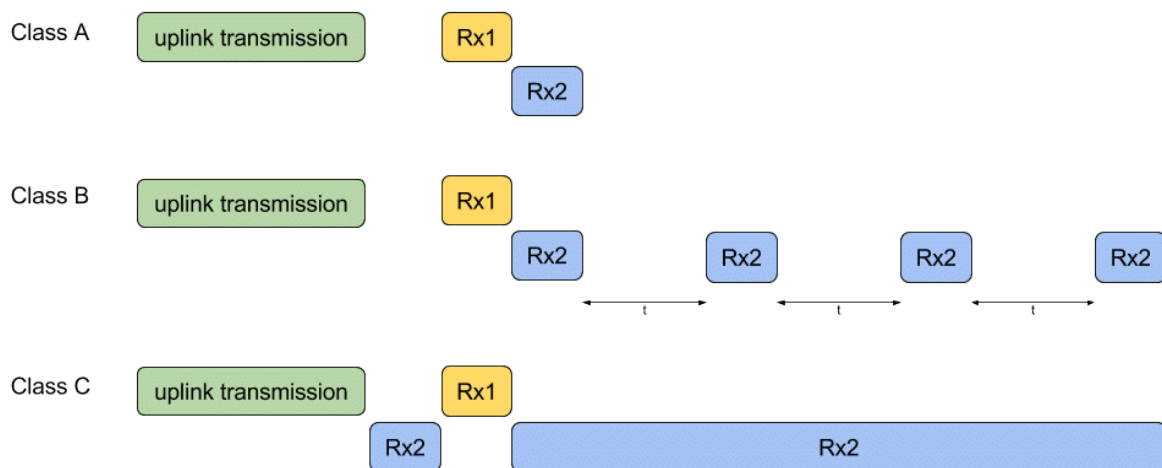 Class A uplink transmission Rx1
Rx2
Class B uplink transmission Rx1
Rx2 Rx2 Rx2 Rx2
t t t
Class C uplink transmission Rx1
Rx2 Rx2